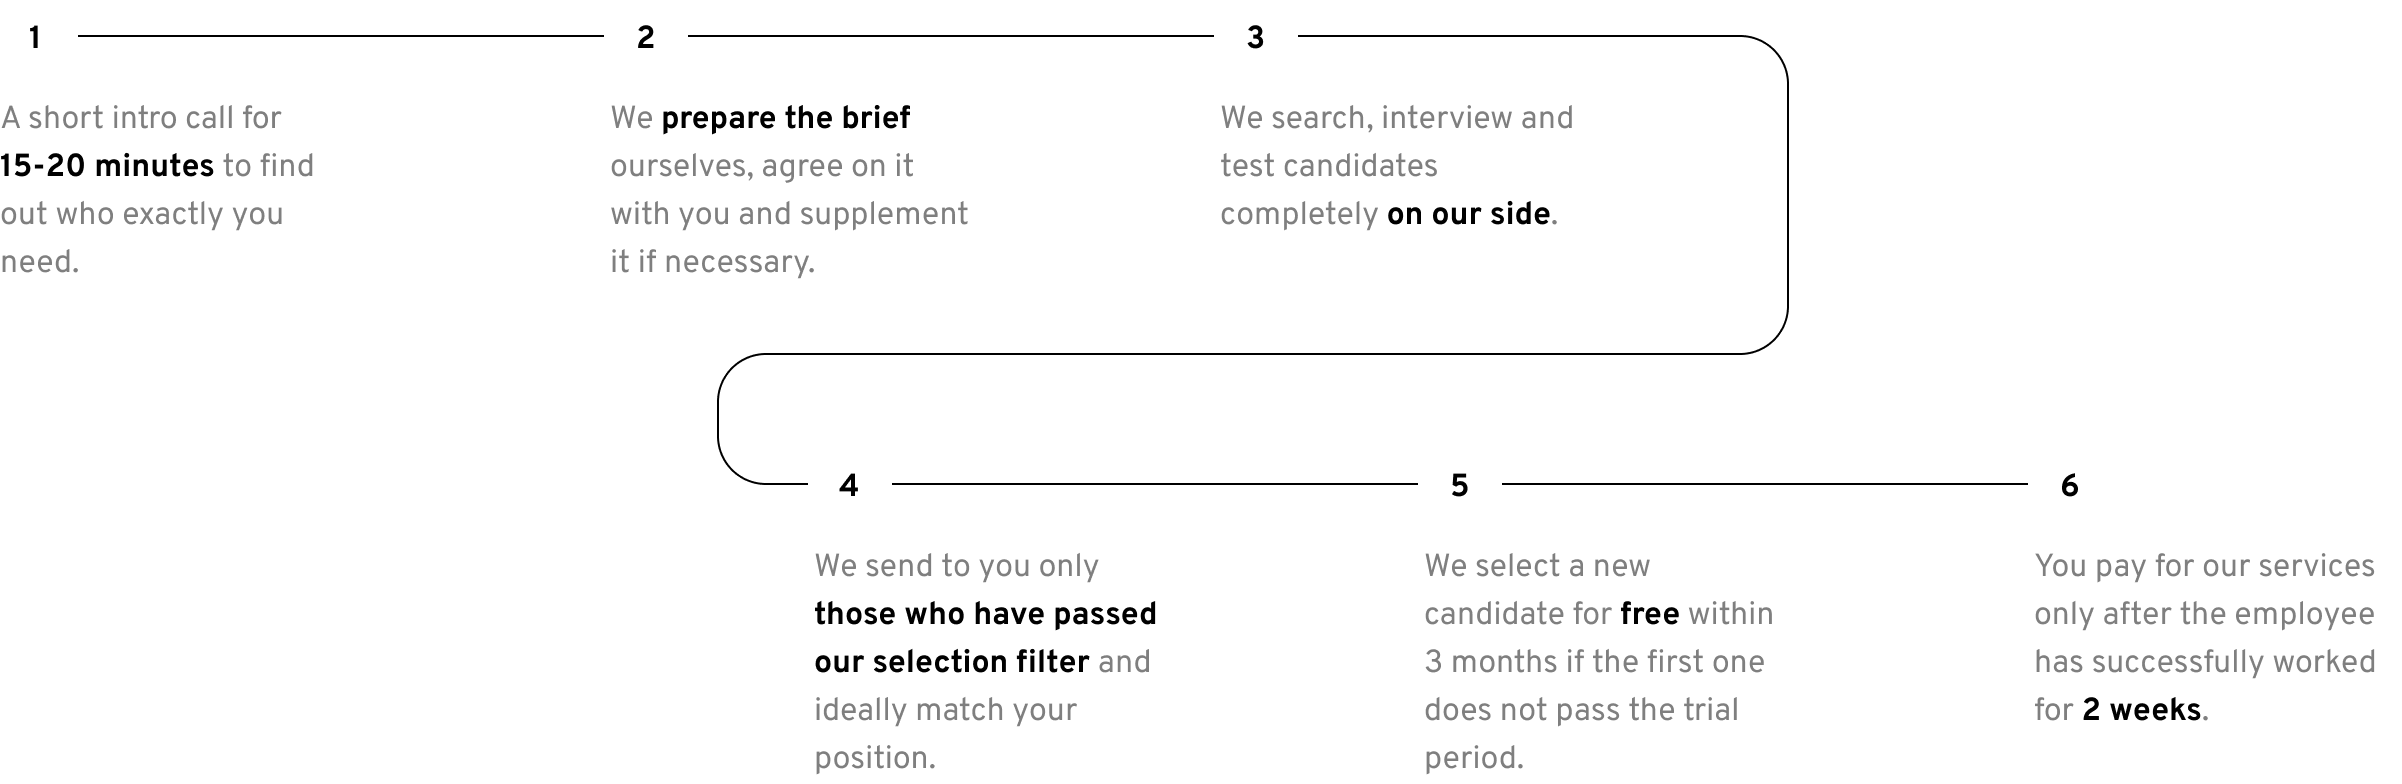 1
A short intro call for
15-20 minutes to find
out who exactly you
need.
2
We prepare the brief
ourselves, agree on it
with you and supplement
it if necessary.
3
We search, interview and
test candidates
completely on our side.
4
We send to you only
those who have passed
our selection filter and
ideally match your
position.
5
We select a new
candidate for free within
3 months if the first one
does not pass the trial
period.
6
You pay for our services
only after the employee
has successfully worked
for 2 weeks.